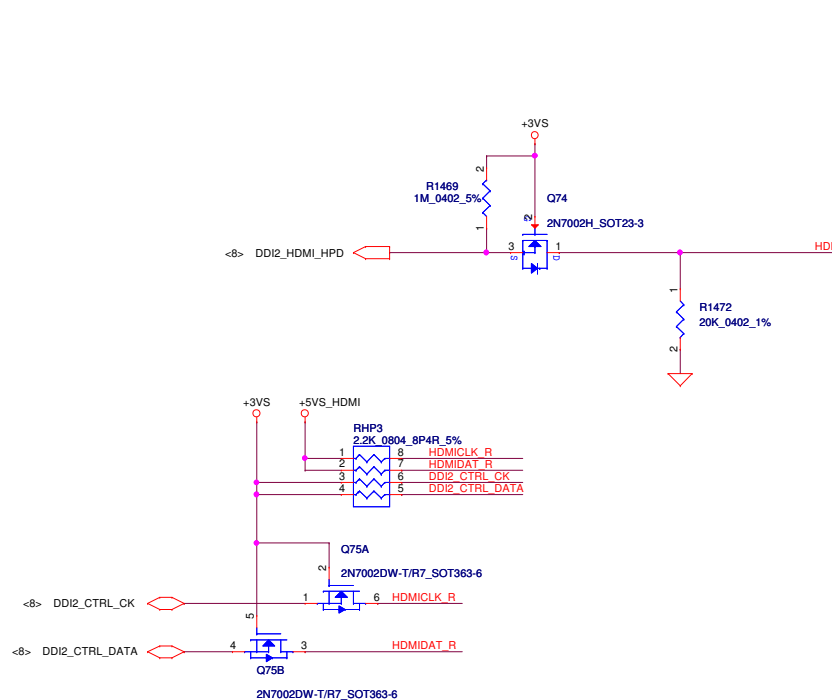 +3VS
2
R1469
1M_0402_5%
1
Q74
2
2N7002H_SOT23-3
<8> DDI2_HDMI_HPD
3
S
1
D
HD
1
R1472
20K_0402_1%
2
+3VS
+5VS_HDMI
RHP3
2.2K_0804_8P4R_5%
1 8 HDMICLK_R
2 7 HDMIDAT_R
3 6 DDI2_CTRL_CK
4 5 DDI2_CTRL_DATA
Q75A
2
2N7002DW-T/R7_SOT363-6
<8> DDI2_CTRL_CK
1 6 HDMICLK_R
5
<8> DDI2_CTRL_DATA
4 3 HDMIDAT_R
Q75B
2N7002DW-T/R7_SOT363-6